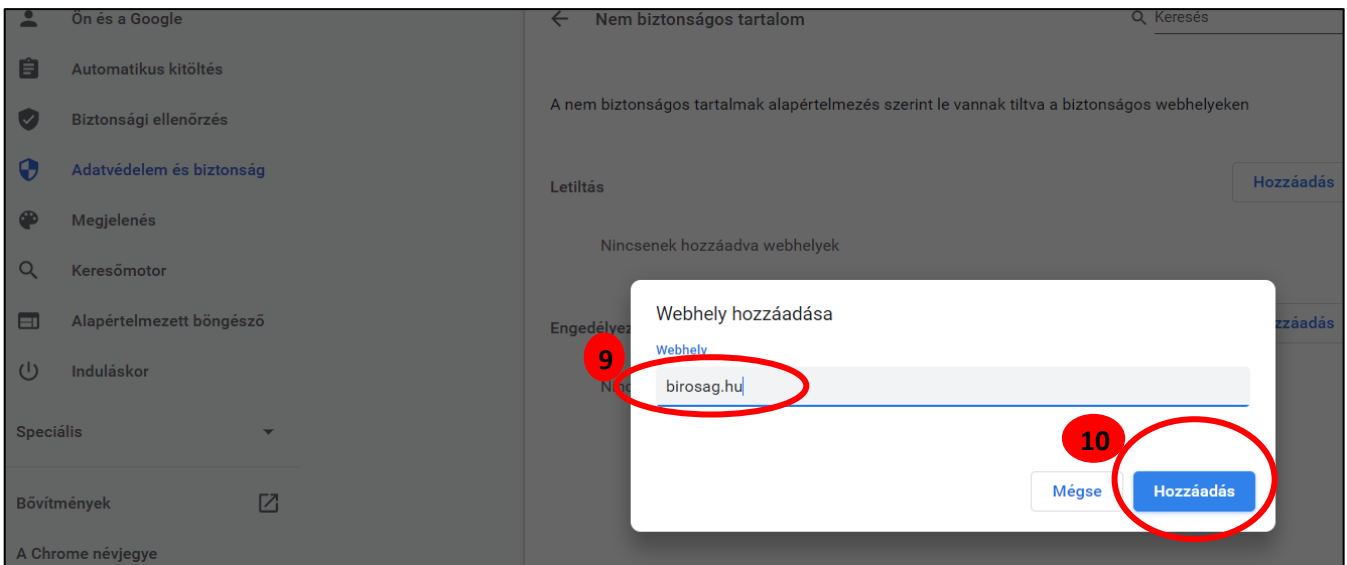 Ön és a Google
Automatikus kitöltés
Biztonsági ellenőrzés
Adatvédelem és biztonság
Megjelenés
Keresőmotor
Alapértelmezett böngésző
Induláskor
Speciális
Bővítmények
A Chrome névjegye
Nem biztonságos tartalom
Keresés
A nem biztonságos tartalmak alapértelmezés szerint le vannak tiltva a biztonságos webhelyeken
Letiltás
Hozzáadás
Nincsenek hozzáadva webhelyek
Engedélyez
zzáadás
Webhely hozzáadása
Webhely
9
birosag.hu
10
Mégse
Hozzáadás